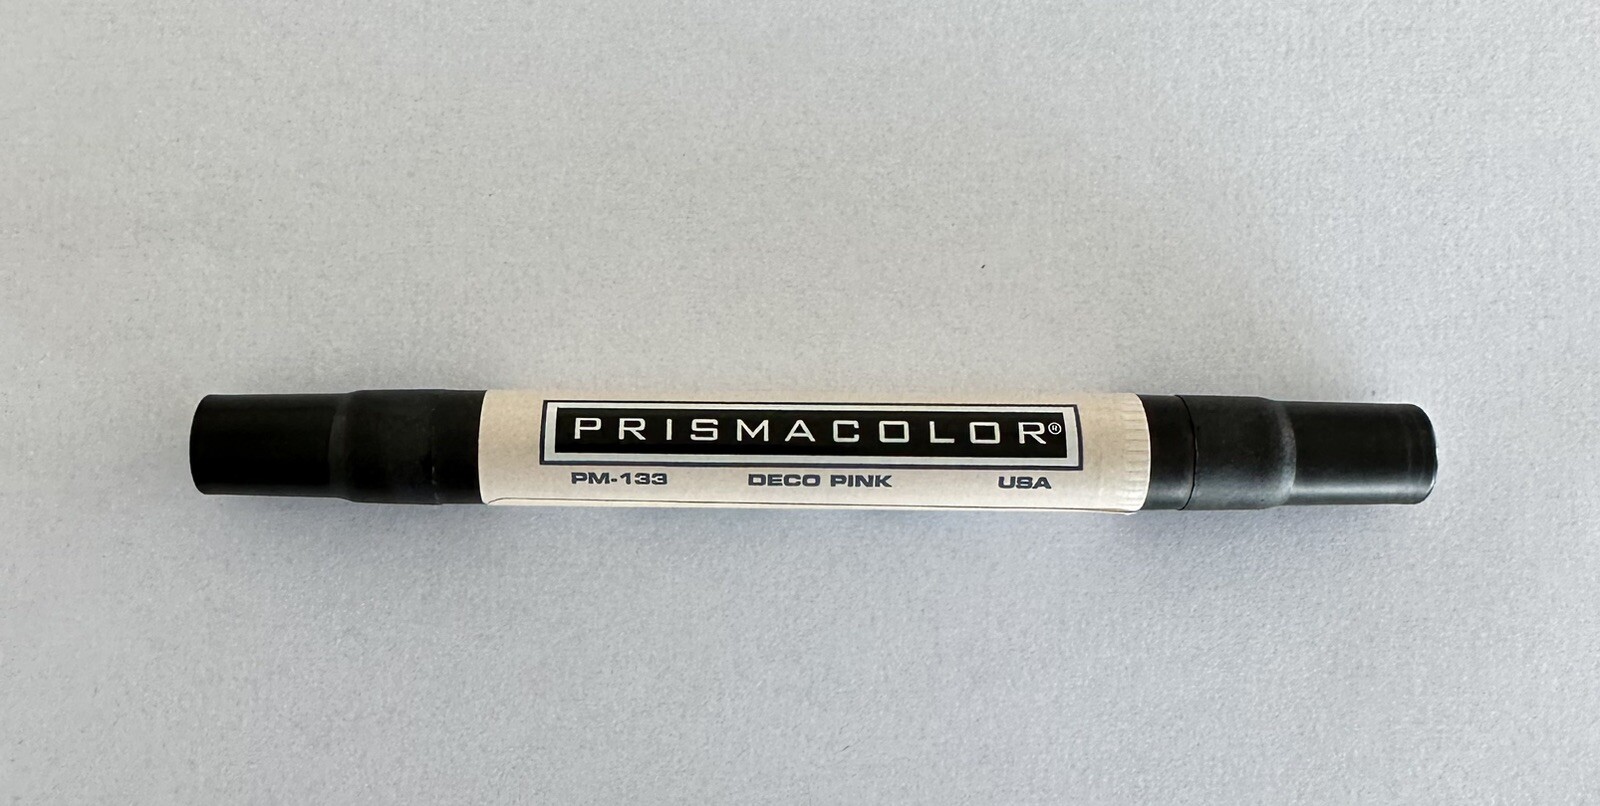 PRISMACOLOR®
PM-133 DECO PINK USA